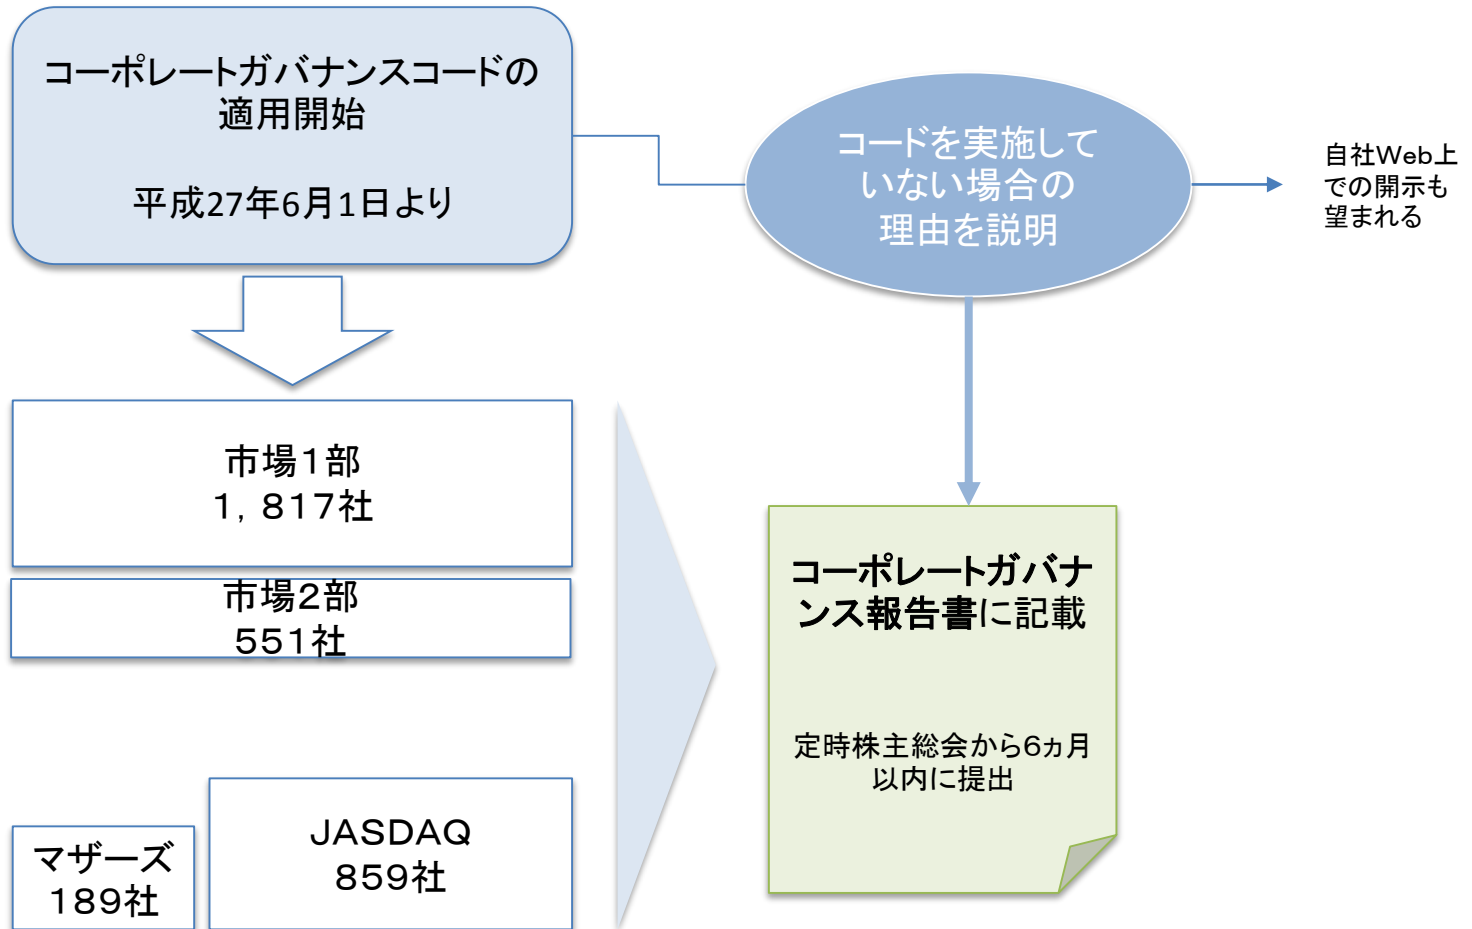 コーポレートガバナンスコードの
適用開始
平成27年6月1日より
コードを実施して
いない場合の
理由を説明
自社Web上
での開示も
望まれる
市場1部
1,817社
市場2部
551社
マザーズ
189社
JASDAQ
859社
コーポレートガバナ
ンス報告書に記載
定時株主総会から6ヵ月
以内に提出